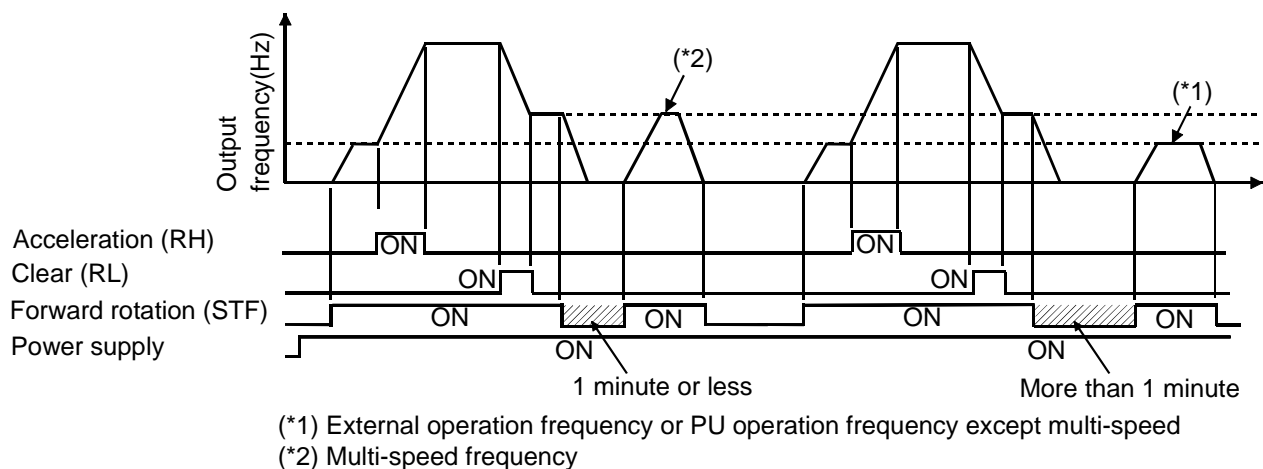 Output
frequency(Hz)
(*2)
(*1)
Acceleration (RH)
ON
ON
Clear (RL)
ON
ON
Forward rotation (STF)
ON
ON
ON
ON
Power supply
ON
ON
1 minute or less
More than 1 minute
(*1) External operation frequency or PU operation frequency except multi-speed
(*2) Multi-speed frequency